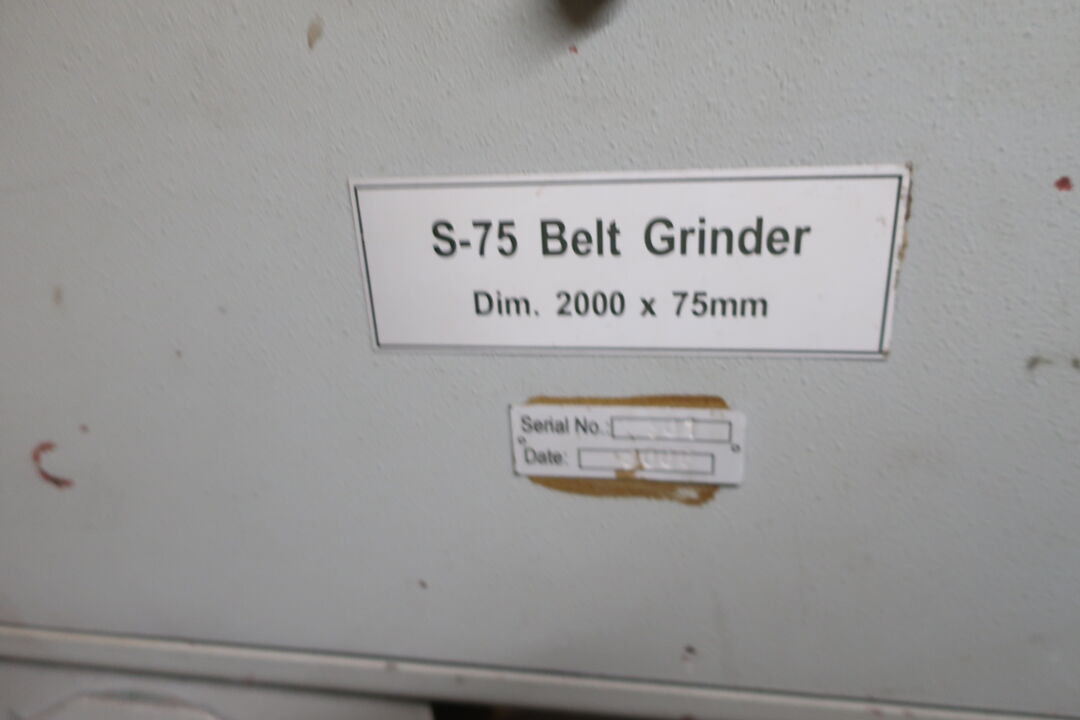 S-75 Belt Grinder
Dim. 2000 x 75mm
Serial No.:
Date: